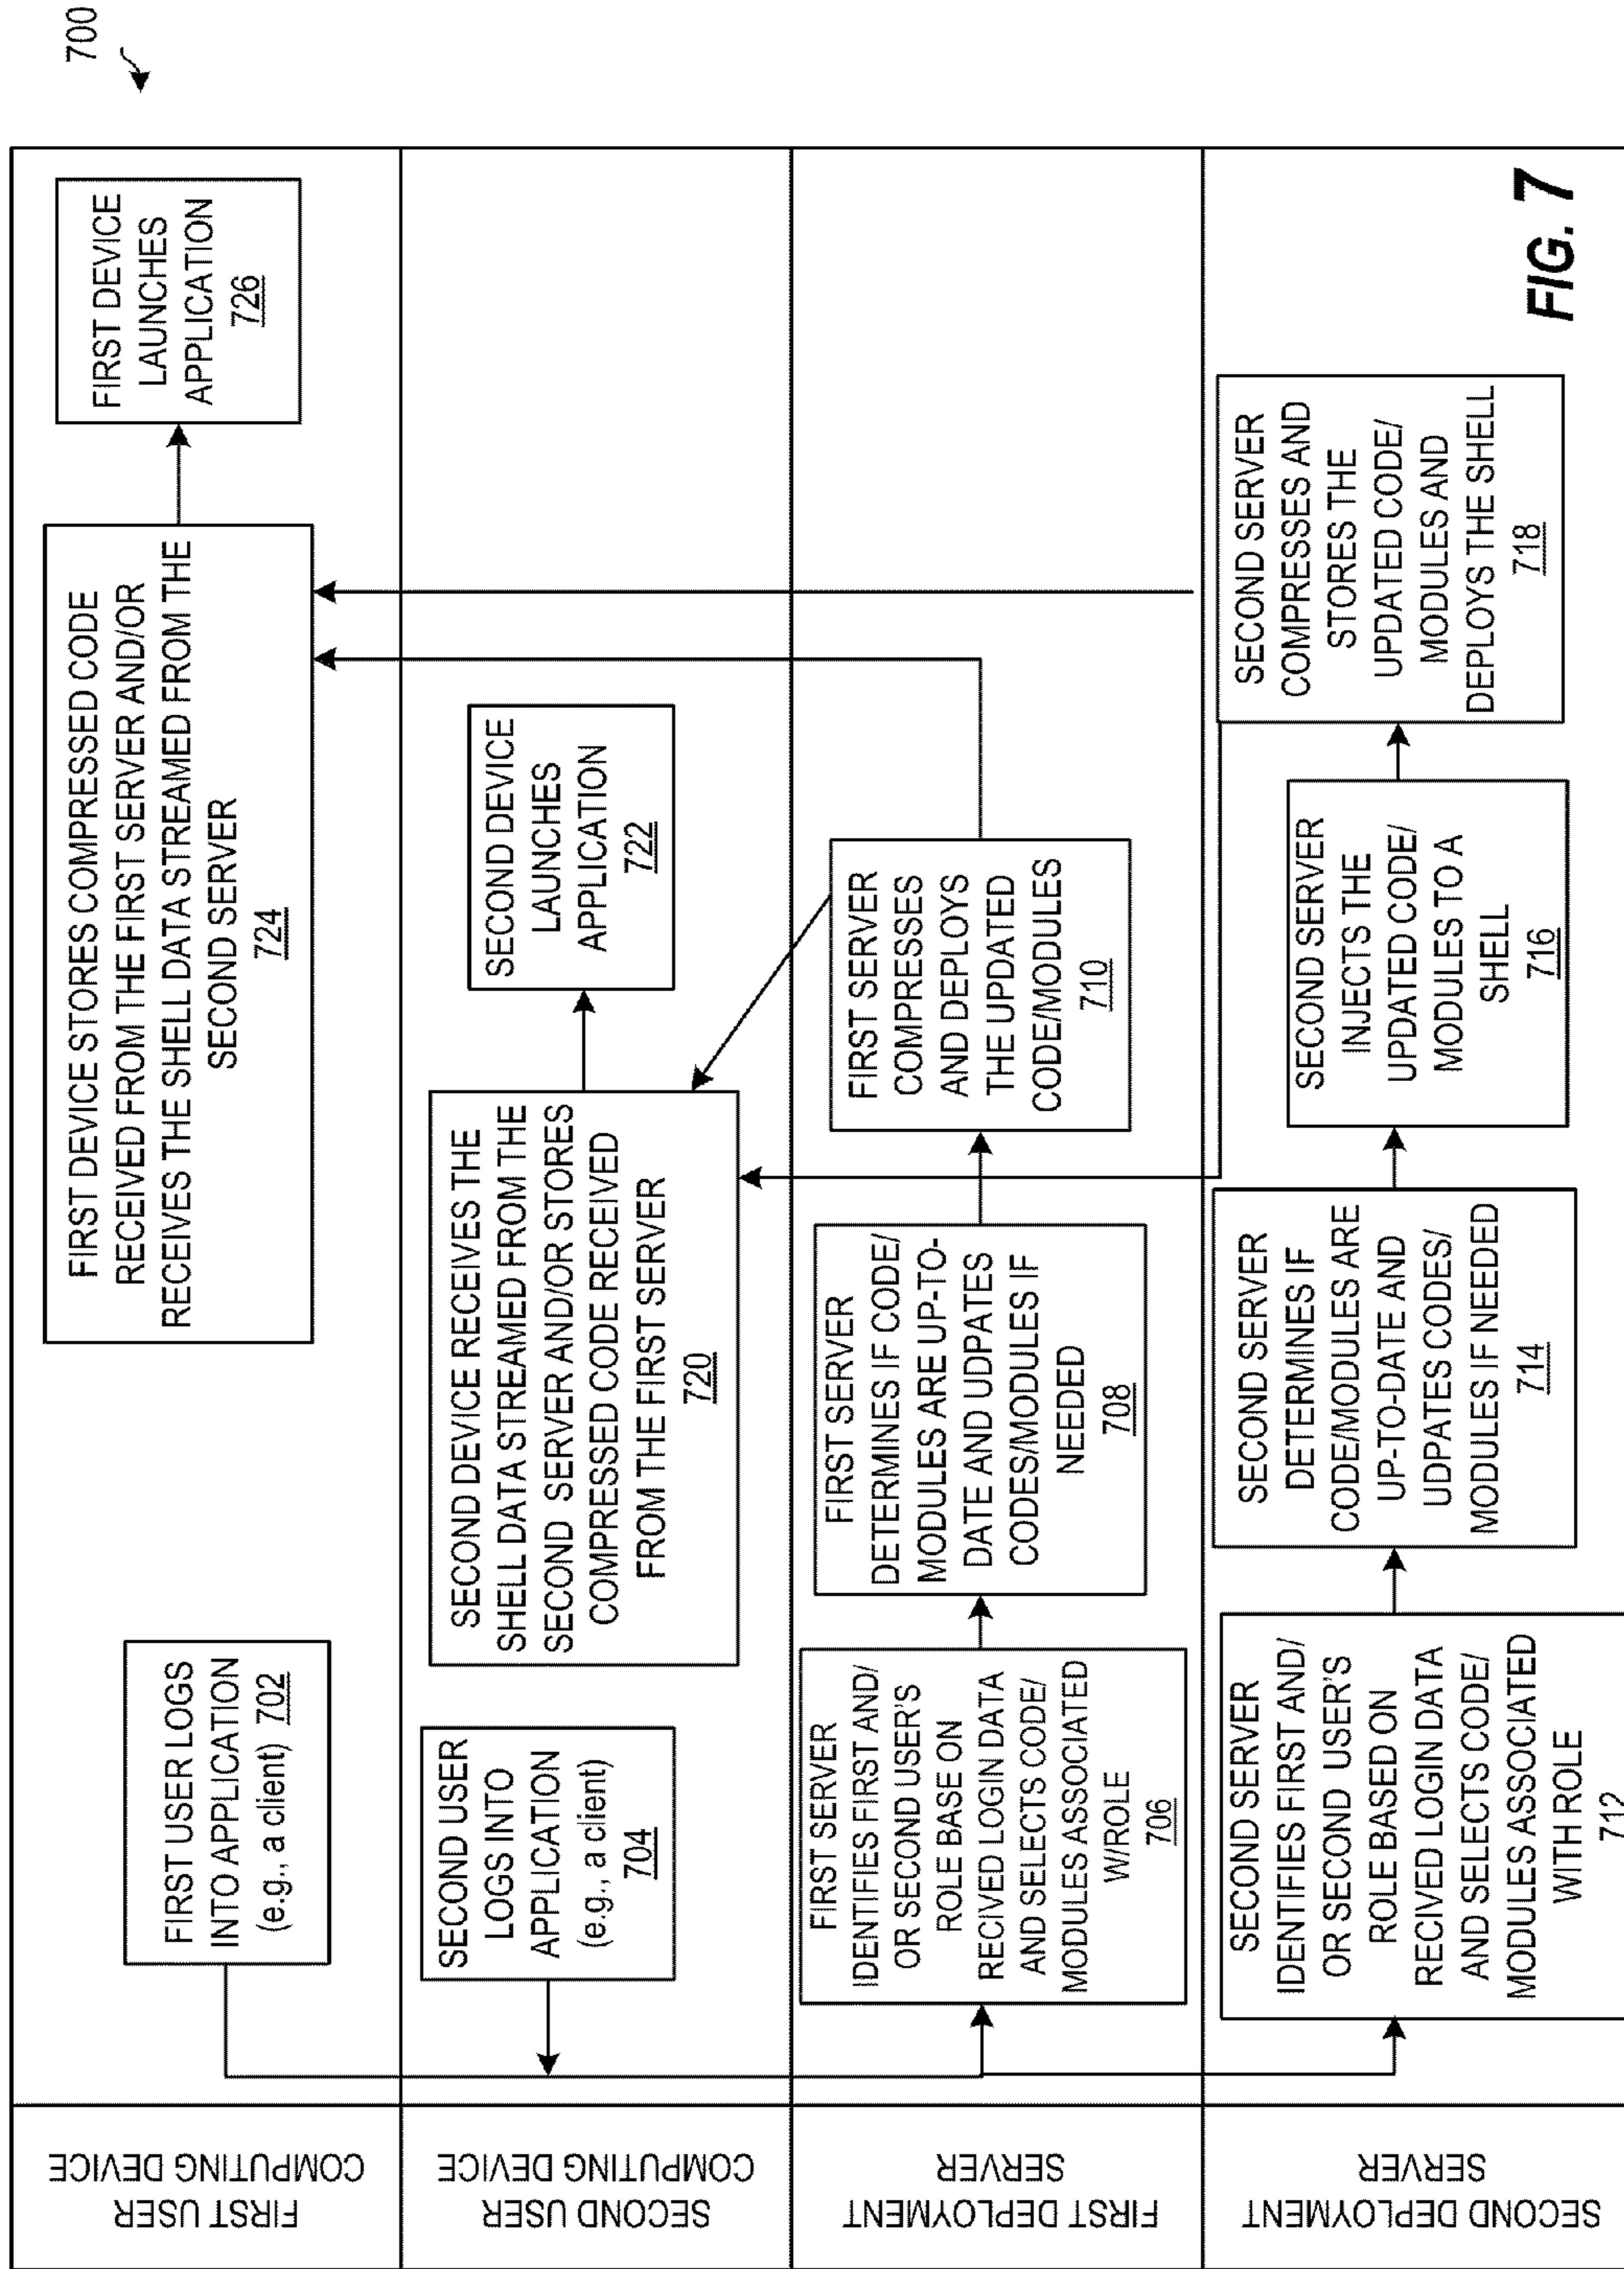 700
FIRST USER
COMPUTING DEVICE
FIRST USER LOGS
INTO APPLICATION
(e.g., a client) 702
FIRST DEVICE STORES COMPRESSED CODE
RECEIVED FROM THE FIRST SERVER AND/OR
RECEIVES THE SHELL DATA STREAMED FROM THE
SECOND SERVER
724
FIRST DEVICE
LAUNCHES
APPLICATION
726
SECOND USER
COMPUTING DEVICE
SECOND USER
LOGS INTO
APPLICATION
(e.g., a client)
704
SECOND DEVICE RECEIVES THE
SHELL DATA STREAMED FROM THE
SECOND SERVER AND/OR STORES
COMPRESSED CODE RECEIVED
FROM THE FIRST SERVER
720
SECOND DEVICE
LAUNCHES
APPLICATION
722
FIRST DEPLOYMENT
SERVER
FIRST SERVER
IDENTIFIES FIRST AND/
OR SECOND USER'S
ROLE BASE ON
RECIVED LOGIN DATA
AND SELECTS CODE/
MODULES ASSOCIATED
W/ROLE
706
FIRST SERVER
DETERMINES IF CODE/
MODULES ARE UP-TO-
DATE AND UDPATES
CODES/MODULES IF
NEEDED
708
FIRST SERVER
COMPRESSES
AND DEPLOYS
THE UPDATED
CODE/MODULES
710
SECOND DEPLOYMENT
SERVER
SECOND SERVER
IDENTIFIES FIRST AND/
OR SECOND USER'S
ROLE BASED ON
RECIVED LOGIN DATA
AND SELECTS CODE/
MODULES ASSOCIATED
WITH ROLE
712
SECOND SERVER
DETERMINES IF
CODE/MODULES ARE
UP-TO-DATE AND
UDPATES CODES/
MODULES IF NEEDED
714
SECOND SERVER
INJECTS THE
UPDATED CODE/
MODULES TO A
SHELL
716
SECOND SERVER
COMPRESSES AND
STORES THE
UPDATED CODE/
MODULES AND
DEPLOYS THE SHELL
718
FIG. 7